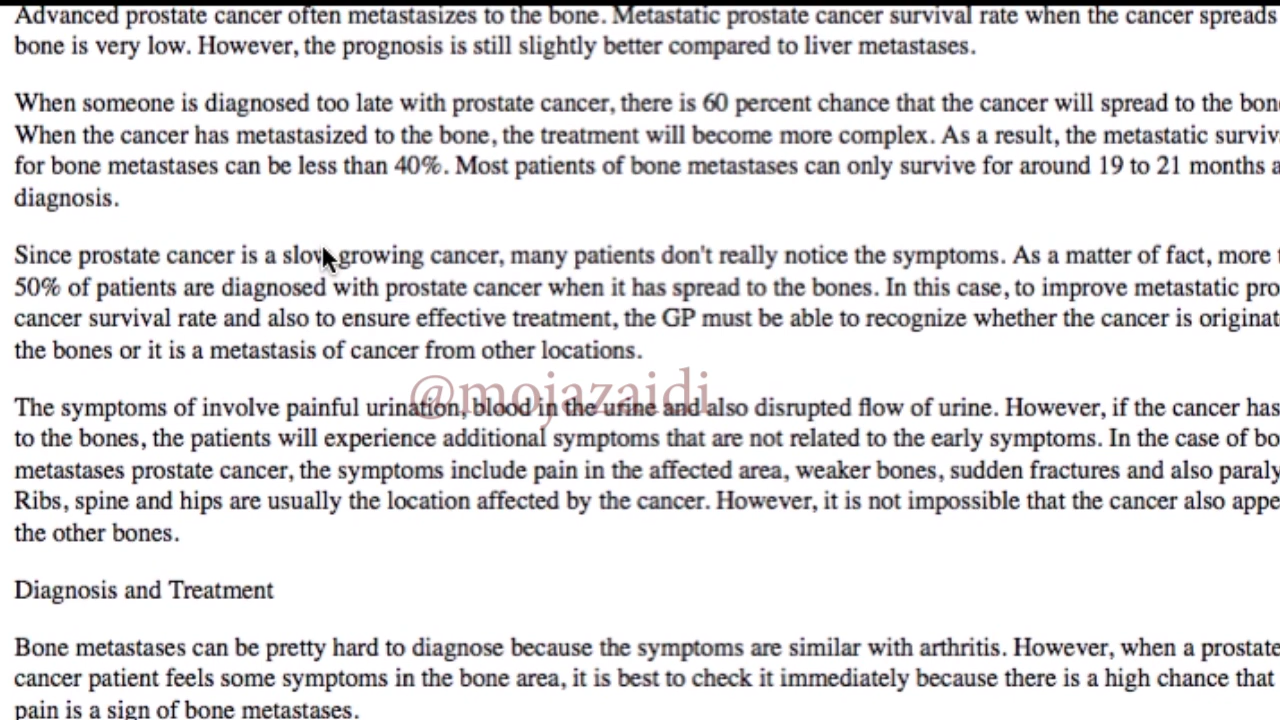 Advanced prostate cancer often metastasizes to the bone. Metastatic prostate cancer survival rate when the cancer spreads
bone is very low. However, the prognosis is still slightly better compared to liver metastases.
When someone is diagnosed too late with prostate cancer, there is 60 percent chance that the cancer will spread to the bon
When the cancer has metastasized to the bone, the treatment will become more complex. As a result, the metastatic surviv
for bone metastases can be less than 40%. Most patients of bone metastases can only survive for around 19 to 21 months a
diagnosis.
Since prostate cancer is a slow growing cancer, many patients don't really notice the symptoms. As a matter of fact, more t
50% of patients are diagnosed with prostate cancer when it has spread to the bones. In this case, to improve metastatic pro
cancer survival rate and also to ensure effective treatment, the GP must be able to recognize whether the cancer is originat
the bones or it is a metastasis of cancer from other locations.
@mojazaidi
The symptoms of involve painful urination, blood in the urine and also disrupted flow of urine. However, if the cancer has
to the bones, the patients will experience additional symptoms that are not related to the early symptoms. In the case of bo
metastases prostate cancer, the symptoms include pain in the affected area, weaker bones, sudden fractures and also paraly
Ribs, spine and hips are usually the location affected by the cancer. However, it is not impossible that the cancer also appe
the other bones.
Diagnosis and Treatment
Bone metastases can be pretty hard to diagnose because the symptoms are similar with arthritis. However, when a prostate
cancer patient feels some symptoms in the bone area, it is best to check it immediately because there is a high chance that
pain is a sign of bone metastases.